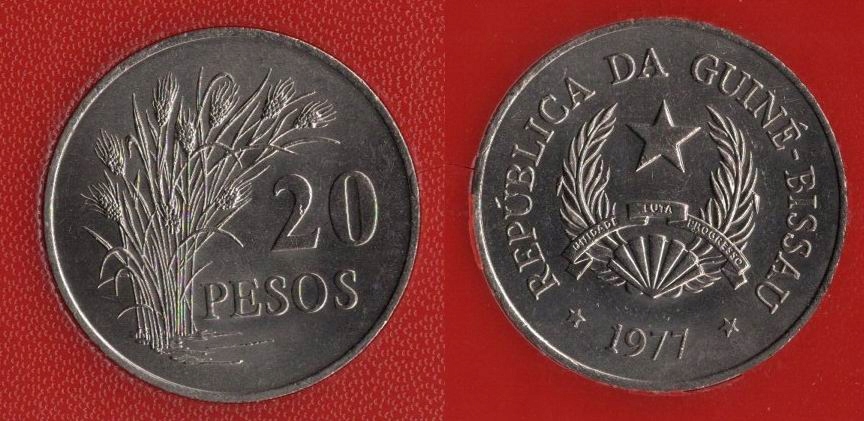 20
PESOS
REPÚBLICA DA GUINÉ-BISSAU
UNIDADE LUTA PROGRESSO
1977